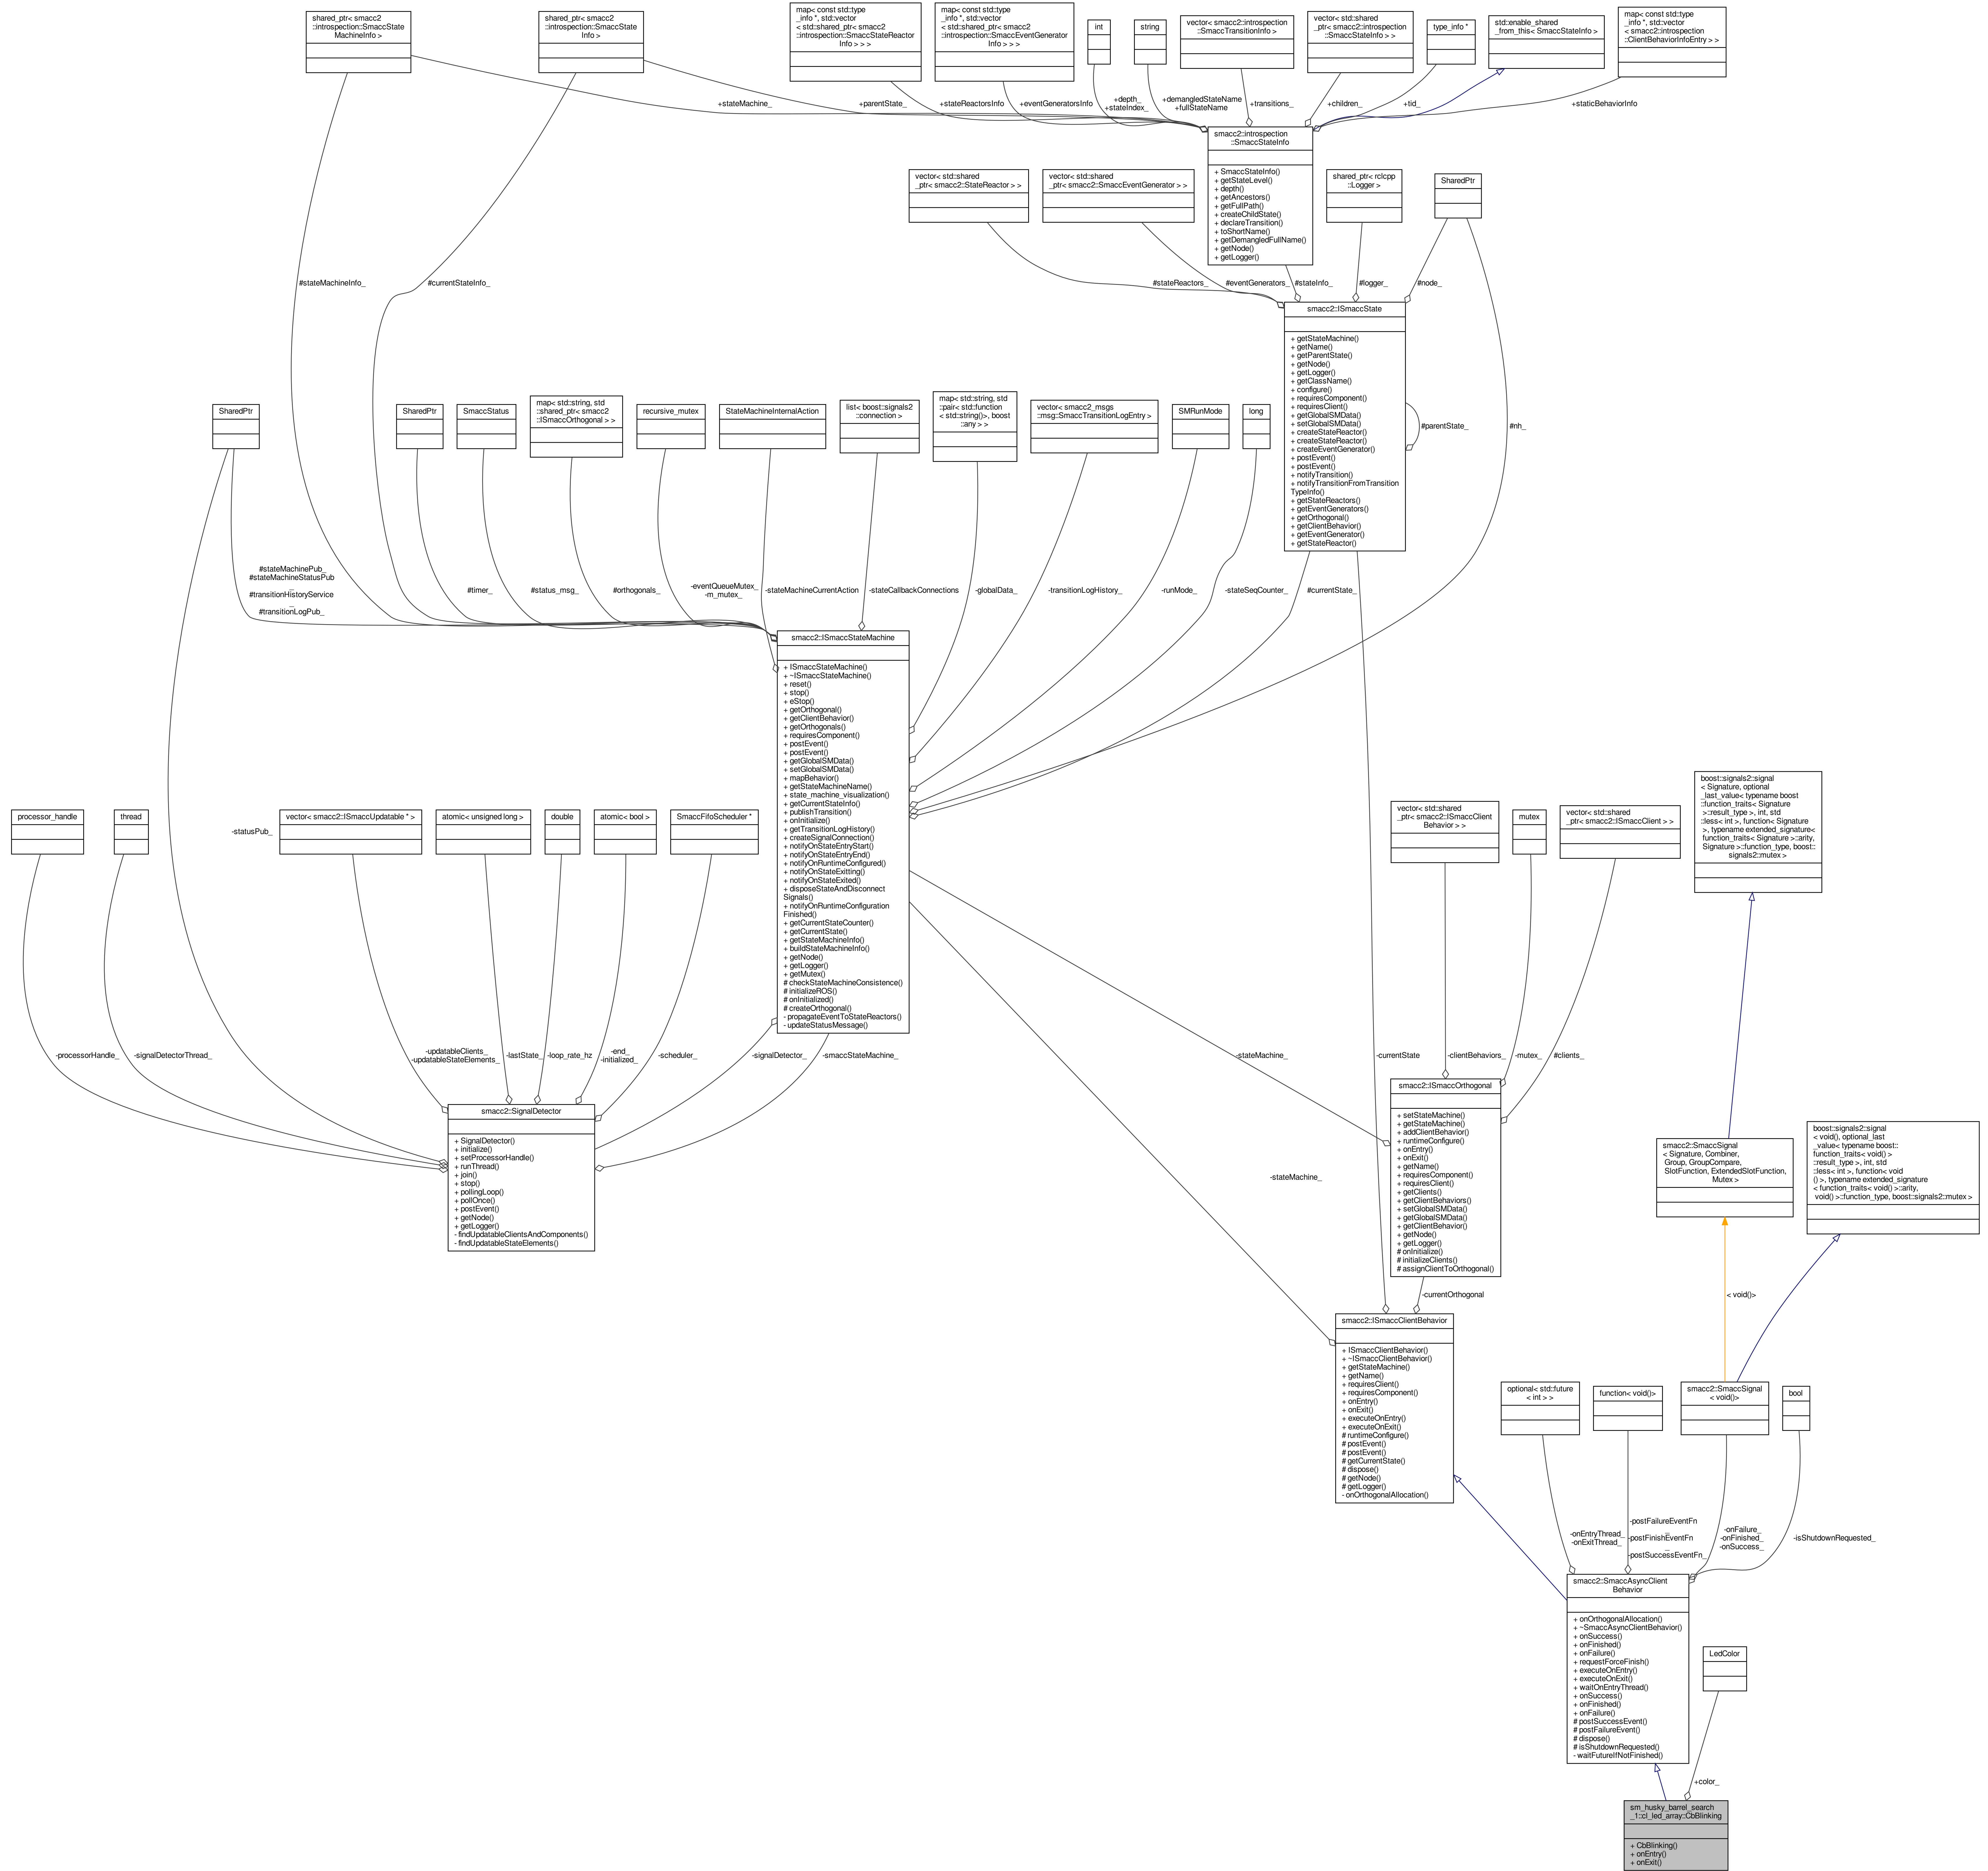 shared_ptr< smacc2
::introspection::SmaccState
MachineInfo >
shared_ptr< smacc2
::introspection::SmaccState
Info >
map< const std::type
_info *, std::vector
< std::shared_ptr< smacc2
::introspection::SmaccStateReactor
Info > > >
map< const std::type
_info *, std::vector
< std::shared_ptr< smacc2
::introspection::SmaccEventGenerator
Info > > >
int
string
vector< smacc2::introspection
::SmaccTransitionInfo >
vector< std::shared
_ptr< smacc2::introspection
::SmaccStateInfo > >
type_info *
std::enable_shared
_from_this< SmaccStateInfo >
map< const std::type
_info *, std::vector
< smacc2::introspection
::ClientBehaviorInfoEntry > >
+stateMachine_
+parentState_
+stateReactorsInfo
+eventGeneratorsInfo
+depth_
+stateIndex_
+demangledStateName
+fullStateName
+transitions_
+children_
+tid_
+staticBehaviorInfo
smacc2::introspection
::SmaccStateInfo
+ SmaccStateInfo()
+ getStateLevel()
+ depth()
+ getAncestors()
+ getFullPath()
+ createChildState()
+ declareTransition()
+ toShortName()
+ getDemangledFullName()
+ getNode()
+ getLogger()
vector< std::shared
_ptr< smacc2::StateReactor > >
vector< std::shared
_ptr< smacc2::SmaccEventGenerator > >
shared_ptr< rclcpp
::Logger >
SharedPtr
#stateMachineInfo_
#currentStateInfo_
#stateReactors_
#eventGenerators_
#stateInfo_
#logger_
#node_
smacc2::ISmaccState
+ getStateMachine()
+ getName()
+ getParentState()
+ getNode()
+ getLogger()
+ getClassName()
+ configure()
+ requiresComponent()
+ requiresClient()
+ getGlobalSMData()
+ setGlobalSMData()
+ createStateReactor()
+ createStateReactor()
+ createEventGenerator()
+ postEvent()
+ postEvent()
+ notifyTransition()
+ notifyTransitionFromTransition
TypeInfo()
+ getStateReactors()
+ getEventGenerators()
+ getOrthogonal()
+ getClientBehavior()
+ getEventGenerator()
+ getStateReactor()
#parentState_
#nh_
SharedPtr
SharedPtr
SmaccStatus
map< std::string, std
::shared_ptr< smacc2
::ISmaccOrthogonal > >
recursive_mutex
StateMachineInternalAction
list< boost::signals2
::connection >
map< std::string, std
::pair< std::function
< std::string()>, boost
::any > >
vector< smacc2_msgs
::msg::SmaccTransitionLogEntry >
SMRunMode
long
#stateMachinePub_
#stateMachineStatusPub
_
#transitionHistoryService
_
#transitionLogPub_
#timer_
#status_msg_
#orthogonals_
-eventQueueMutex_
-m_mutex_
-stateMachineCurrentAction
-stateCallbackConnections
-globalData_
-transitionLogHistory_
-runMode_
-stateSeqCounter_
#currentState_
smacc2::ISmaccStateMachine
+ ISmaccStateMachine()
+ ~ISmaccStateMachine()
+ reset()
+ stop()
+ eStop()
+ getOrthogonal()
+ getClientBehavior()
+ getOrthogonals()
+ requiresComponent()
+ postEvent()
+ postEvent()
+ getGlobalSMData()
+ setGlobalSMData()
+ mapBehavior()
+ getStateMachineName()
+ state_machine_visualization()
+ getCurrentStateInfo()
+ publishTransition()
+ onInitialize()
+ getTransitionLogHistory()
+ createSignalConnection()
+ notifyOnStateEntryStart()
+ notifyOnStateEntryEnd()
+ notifyOnRuntimeConfigured()
+ notifyOnStateExitting()
+ notifyOnStateExited()
+ disposeStateAndDisconnect
Signals()
+ notifyOnRuntimeConfiguration
Finished()
+ getCurrentStateCounter()
+ getCurrentState()
+ getStateMachineInfo()
+ buildStateMachineInfo()
+ getNode()
+ getLogger()
+ getMutex()
# checkStateMachineConsistence()
# initializeROS()
# onInitialized()
# createOrthogonal()
- propagateEventToStateReactors()
- updateStatusMessage()
processor_handle
thread
-statusPub_
vector< smacc2::ISmaccUpdatable * >
atomic< unsigned long >
double
atomic< bool >
SmaccFifoScheduler *
-processorHandle_
-signalDetectorThread_
-updatableClients_
-updatableStateElements_
-lastState_
-loop_rate_hz
-end_
-initialized_
-scheduler_
-signalDetector_
-smaccStateMachine_
smacc2::SignalDetector
+ SignalDetector()
+ initialize()
+ setProcessorHandle()
+ runThread()
+ join()
+ stop()
+ pollingLoop()
+ pollOnce()
+ postEvent()
+ getNode()
+ getLogger()
- findUpdatableClientsAndComponents()
- findUpdatableStateElements()
vector< std::shared
_ptr< smacc2::ISmaccClient
Behavior > >
mutex
vector< std::shared
_ptr< smacc2::ISmaccClient > >
-stateMachine_
-currentState
-clientBehaviors_
-mutex_
#clients_
smacc2::ISmaccOrthogonal
+ setStateMachine()
+ getStateMachine()
+ addClientBehavior()
+ runtimeConfigure()
+ onEntry()
+ onExit()
+ getName()
+ requiresComponent()
+ requiresClient()
+ getClients()
+ getClientBehaviors()
+ setGlobalSMData()
+ getGlobalSMData()
+ getClientBehavior()
+ getNode()
+ getLogger()
# onInitialize()
# initializeClients()
# assignClientToOrthogonal()
-stateMachine_
-currentOrthogonal
smacc2::ISmaccClientBehavior
+ ISmaccClientBehavior()
+ ~ISmaccClientBehavior()
+ getStateMachine()
+ getName()
+ requiresClient()
+ requiresComponent()
+ onEntry()
+ onExit()
+ executeOnEntry()
+ executeOnExit()
# runtimeConfigure()
# postEvent()
# postEvent()
# getCurrentState()
# dispose()
# getNode()
# getLogger()
- onOrthogonalAllocation()
boost::signals2::signal
< Signature, optional
_last_value< typename boost
::function_traits< Signature
>::result_type >, int, std
::less< int >, function< Signature
>, typename extended_signature<
function_traits< Signature >::arity,
Signature >::function_type, boost::
signals2::mutex >
smacc2::SmaccSignal
< Signature, Combiner,
Group, GroupCompare,
SlotFunction, ExtendedSlotFunction,
Mutex >
boost::signals2::signal
< void(), optional_last
_value< typename boost::
function_traits< void()>
::result_type >, int, std
::less< int >, function< void
() >, typename extended_signature
< function_traits< void()>::arity,
void() >::function_type, boost::signals2::mutex >
< void()>
optional< std::future
< int > >
function< void()>
smacc2::SmaccSignal
< void()>
bool
-onEntryThread_
-onExitThread_
-postFailureEventFn
_
-postFinishEventFn
_
-postSuccessEventFn_
-onFailure_
-onFinished_
-onSuccess_
-isShutdownRequested_
smacc2::SmaccAsyncClient
Behavior
+ onOrthogonalAllocation()
+ ~SmaccAsyncClientBehavior()
+ onSuccess()
+ onFinished()
+ onFailure()
+ requestForceFinish()
+ executeOnEntry()
+ executeOnExit()
+ waitOnEntryThread()
+ onSuccess()
+ onFinished()
+ onFailure()
# postSuccessEvent()
# postFailureEvent()
# dispose()
# isShutdownRequested()
- waitFutureIfNotFinished()
LedColor
+color_
sm_husky_barrel_search
_1::cl_led_array::CbBlinking
+ CbBlinking()
+ onEntry()
+ onExit()